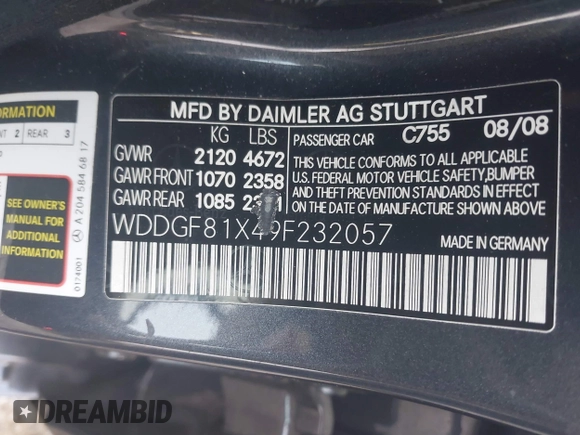 ORMATION
NT 2 REAR 3
SEE OWNER'S
MANUAL FOR
ADDITIONAL
INFORMATION
A 204 584 68 17
0174001
MFD BY DAIMLER AG STUTTGART
KG LBS PASSENGER CAR C755 08/08
GVWR 2120 4672
GAWR FRONT 1070 2358
GAWR REAR 1085
THIS VEHICLE CONFORMS TO ALL APPLICABLE
U.S. FEDERAL MOTOR VEHICLE SAFETY,BUMPER
AND THEFT PREVENTION STANDARDS IN EFFECT
ON THE DATE OF MANUFACTURE SHOWN ABOVE.
WDDGF81X49F232057
MADE IN GERMANY
DREAMBID